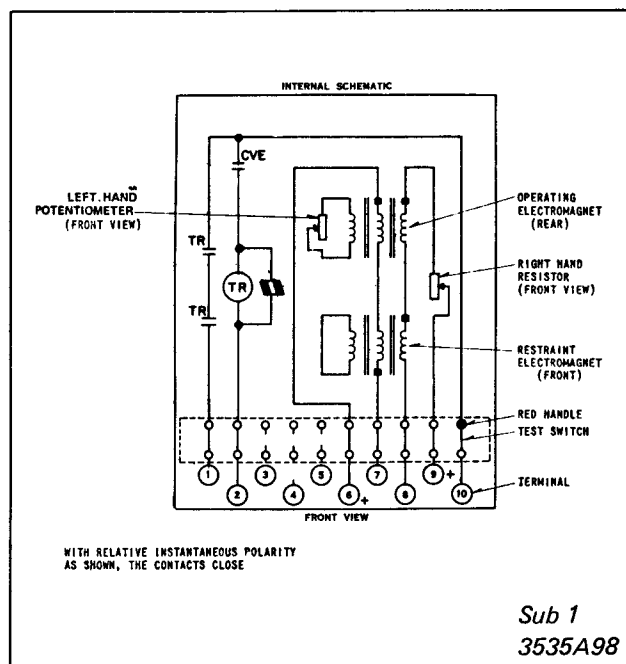 INTERNAL SCHEMATIC
CVE
LEFT.HAND
POTENTIOMETER
(FRONT VIEW)
OPERATING
ELECTROMAGNET
(REAR)
TR
TR
RIGHT HAND
RESISTOR
(FRONT VIEW)
TR
RESTRAINT
ELECTROMAGNET
(FRONT)
RED HANDLE
TEST SWITCH
1 3 5 7 9 +
2 4 6 + 8 10
TERMINAL
FRONT VIEW
WITH RELATIVE INSTANTANEOUS POLARITY
AS SHOWN, THE CONTACTS CLOSE
Sub 1
3535A98